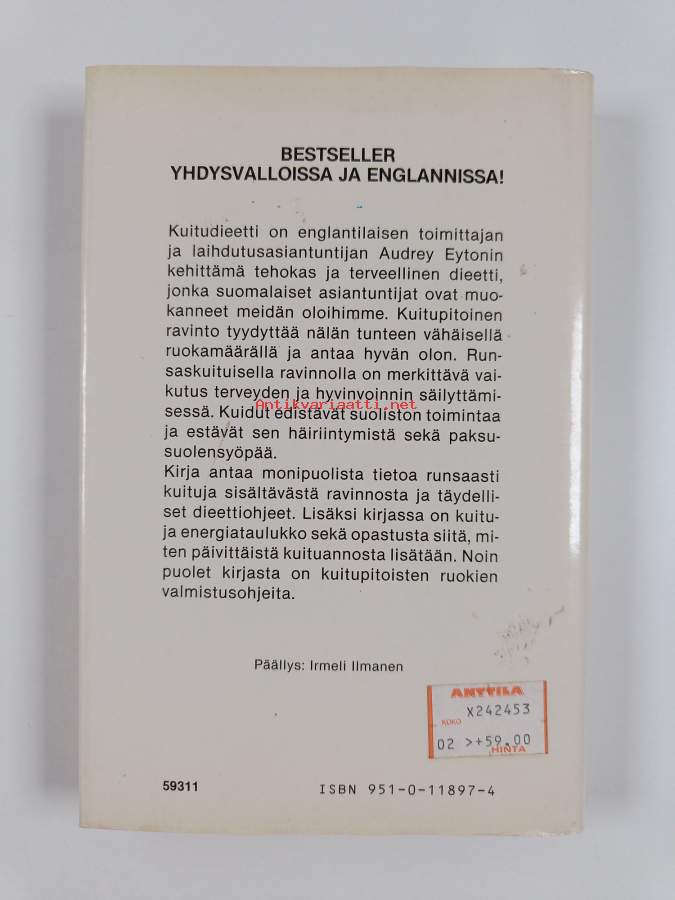 BESTSELLER
YHDYSVALLOISSA JA ENGLANNISSA!
Kuitudieetti on englantilaisen toimittajan
ja laihdutusasiantuntijan Audrey Eytonin
kehittämä tehokas ja terveellinen dieetti,
jonka suomalaiset asiantuntijat ovat muo-
kanneet meidän oloihimme. Kuitupitoinen
ravinto tyydyttää nälän tunteen vähäisellä
ruokamäärällä ja antaa hyvän olon. Run-
saskuituisella ravinnolla on merkittävä vai-
kutus terveyden ja hyvinvoinnin säilyttämi-
Antikvariaatti.net
sessä. Kuidut edistävät suoliston toimintaa
ja estävät sen häiriintymistä sekä paksu-
suolensyöpää.
Kirja antaa monipuolista tietoa runsaasti
kuituja sisältävästä ravinnosta ja täydelli-
set dieettiohjeet. Lisäksi kirjassa on kuitu-
ja energiataulukko sekä opastusta siitä, mi-
ten päivittäistä kuituannosta lisätään. Noin
puolet kirjasta on kuitupitoisten ruokien
valmistusohjeita.
Päällys: Irmeli Ilmanen
ANTTILA
X242453
KOKO
02 >+59.00
HINTA
59311
ISBN 951-0-11897-4